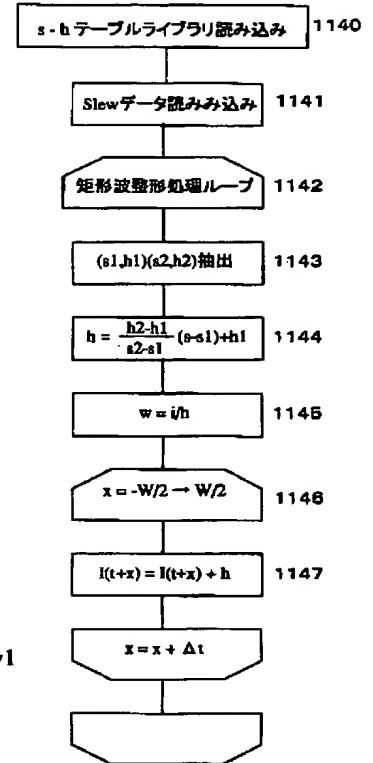 s - h テーブルライブラリ読み込み 1140
Slewデータ読みみ込み 1141
矩形波整形処理ループ 1142
(s1,h1)(s2,h2)抽出 1143
h = h2-h1/s2-s1 (s-s1)+h1 1144
w = i/h 1145
x = -W/2 → W/2 1146
I(t+x) = I(t+x) + h 1147
x = x + Δt